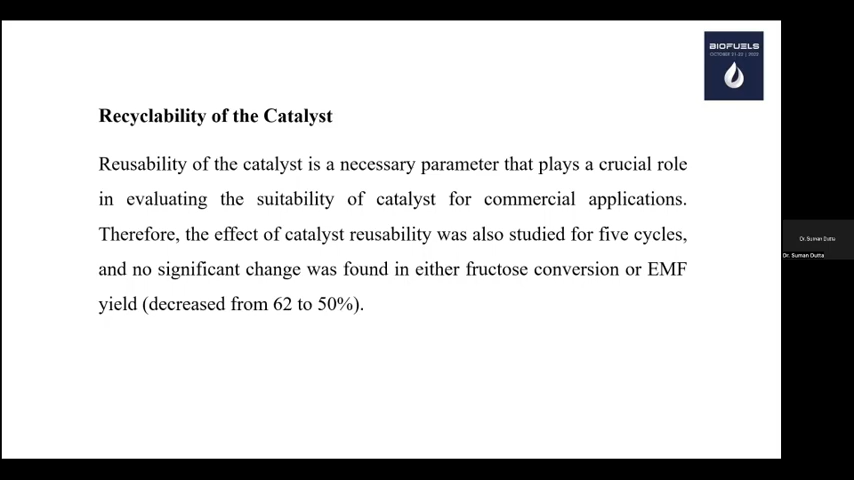 BIOFUELS
OCTOBER 21-22 | 2022
Recyclability of the Catalyst
Reusability of the catalyst is a necessary parameter that plays a crucial role
in evaluating the suitability of catalyst for commercial applications.
Therefore, the effect of catalyst reusability was also studied for five cycles,
and no significant change was found in either fructose conversion or EMF
yield (decreased from 62 to 50%).
Dr. Suman Dutta
Dr. Suman Dutta